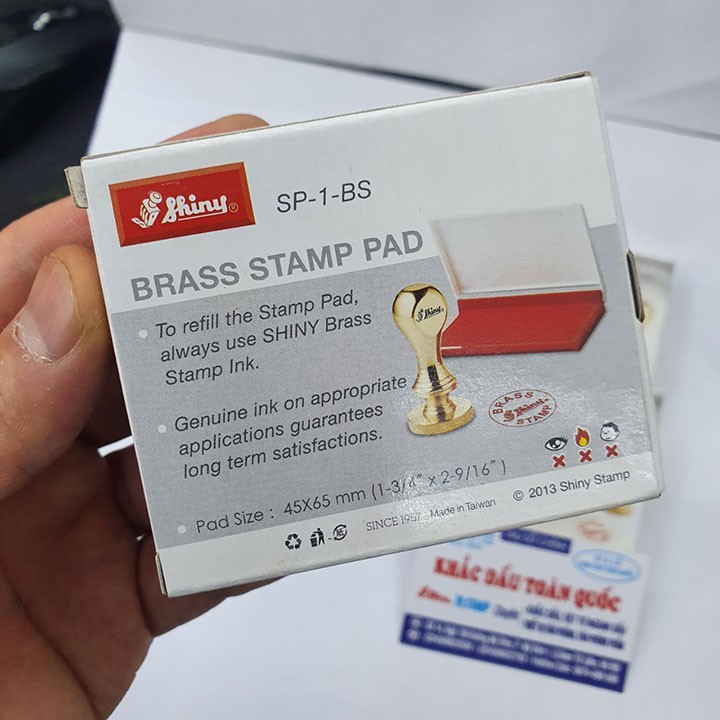 Shiny®
SP-1-BS
BRASS STAMP PAD
• To refill the Stamp Pad,
always use SHINY Brass
Stamp Ink.
• Genuine ink on appropriate
applications guarantees
long term satisfactions.
• Pad Size : 45X65 mm (1-3/4" x 2-9/16")
Shiny
BRASS
Shiny
STAMP
SINCE 1957
Made in Taiwan
© 2013 Shiny Stamp
KHẮC DẤU TOÀN QUỐC